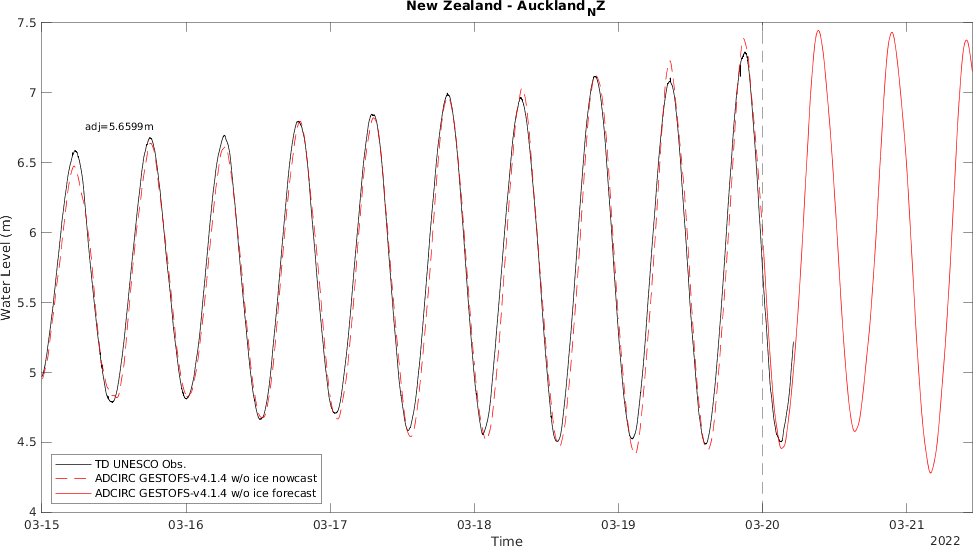 New Zealand - Auckland_NZ
7.5
7
6.5
6
5.5
5
4.5
4
Water Level (m)
adj=5.6599m
TD UNESCO Obs.
ADCIRC GESTOFS-v4.1.4 w/o ice nowcast
ADCIRC GESTOFS-v4.1.4 w/o ice forecast
03-15 03-16 03-17 03-18 03-19 03-20 03-21
Time
2022